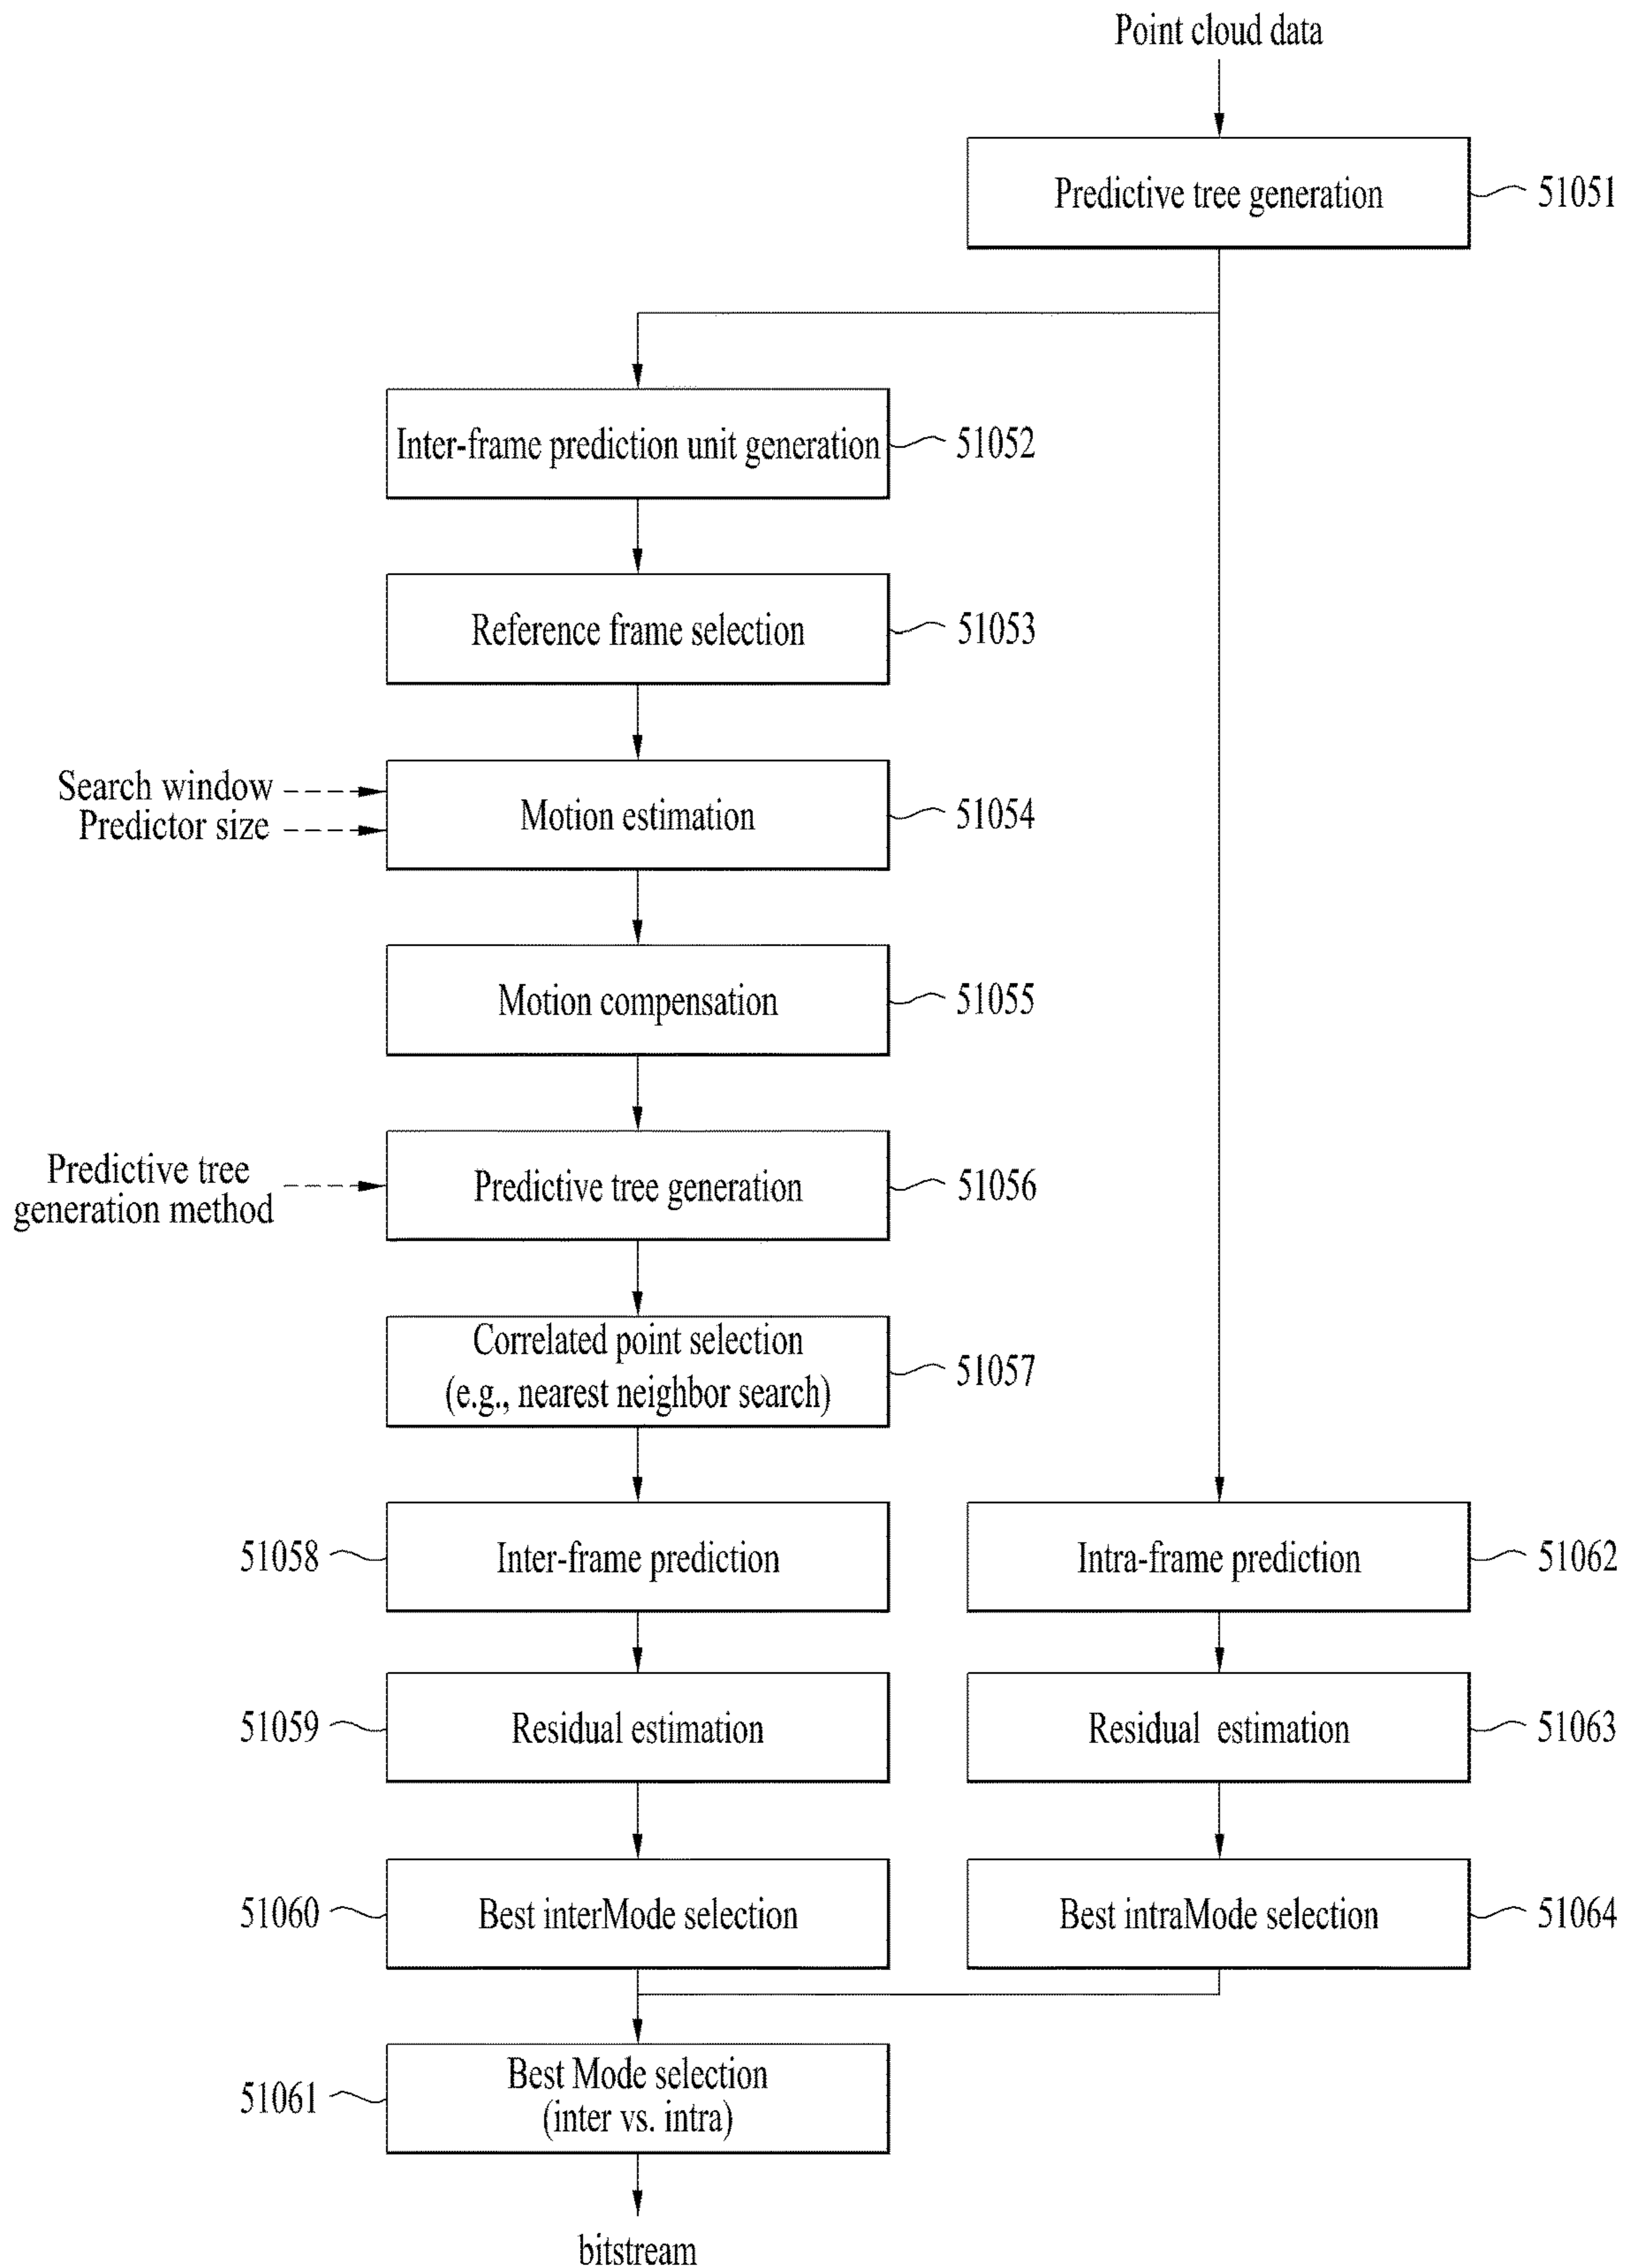 Point cloud data
Predictive tree generation
51051
Inter-frame prediction unit generation
51052
Reference frame selection
51053
Search window
Predictor size
Motion estimation
51054
Motion compensation
51055
Predictive tree
generation method
Predictive tree generation
51056
Correlated point selection
(e.g., nearest neighbor search)
51057
51058
Inter-frame prediction
Intra-frame prediction
51062
51059
Residual estimation
Residual estimation
51063
51060
Best interMode selection
Best intraMode selection
51064
51061
Best Mode selection
(inter vs. intra)
bitstream